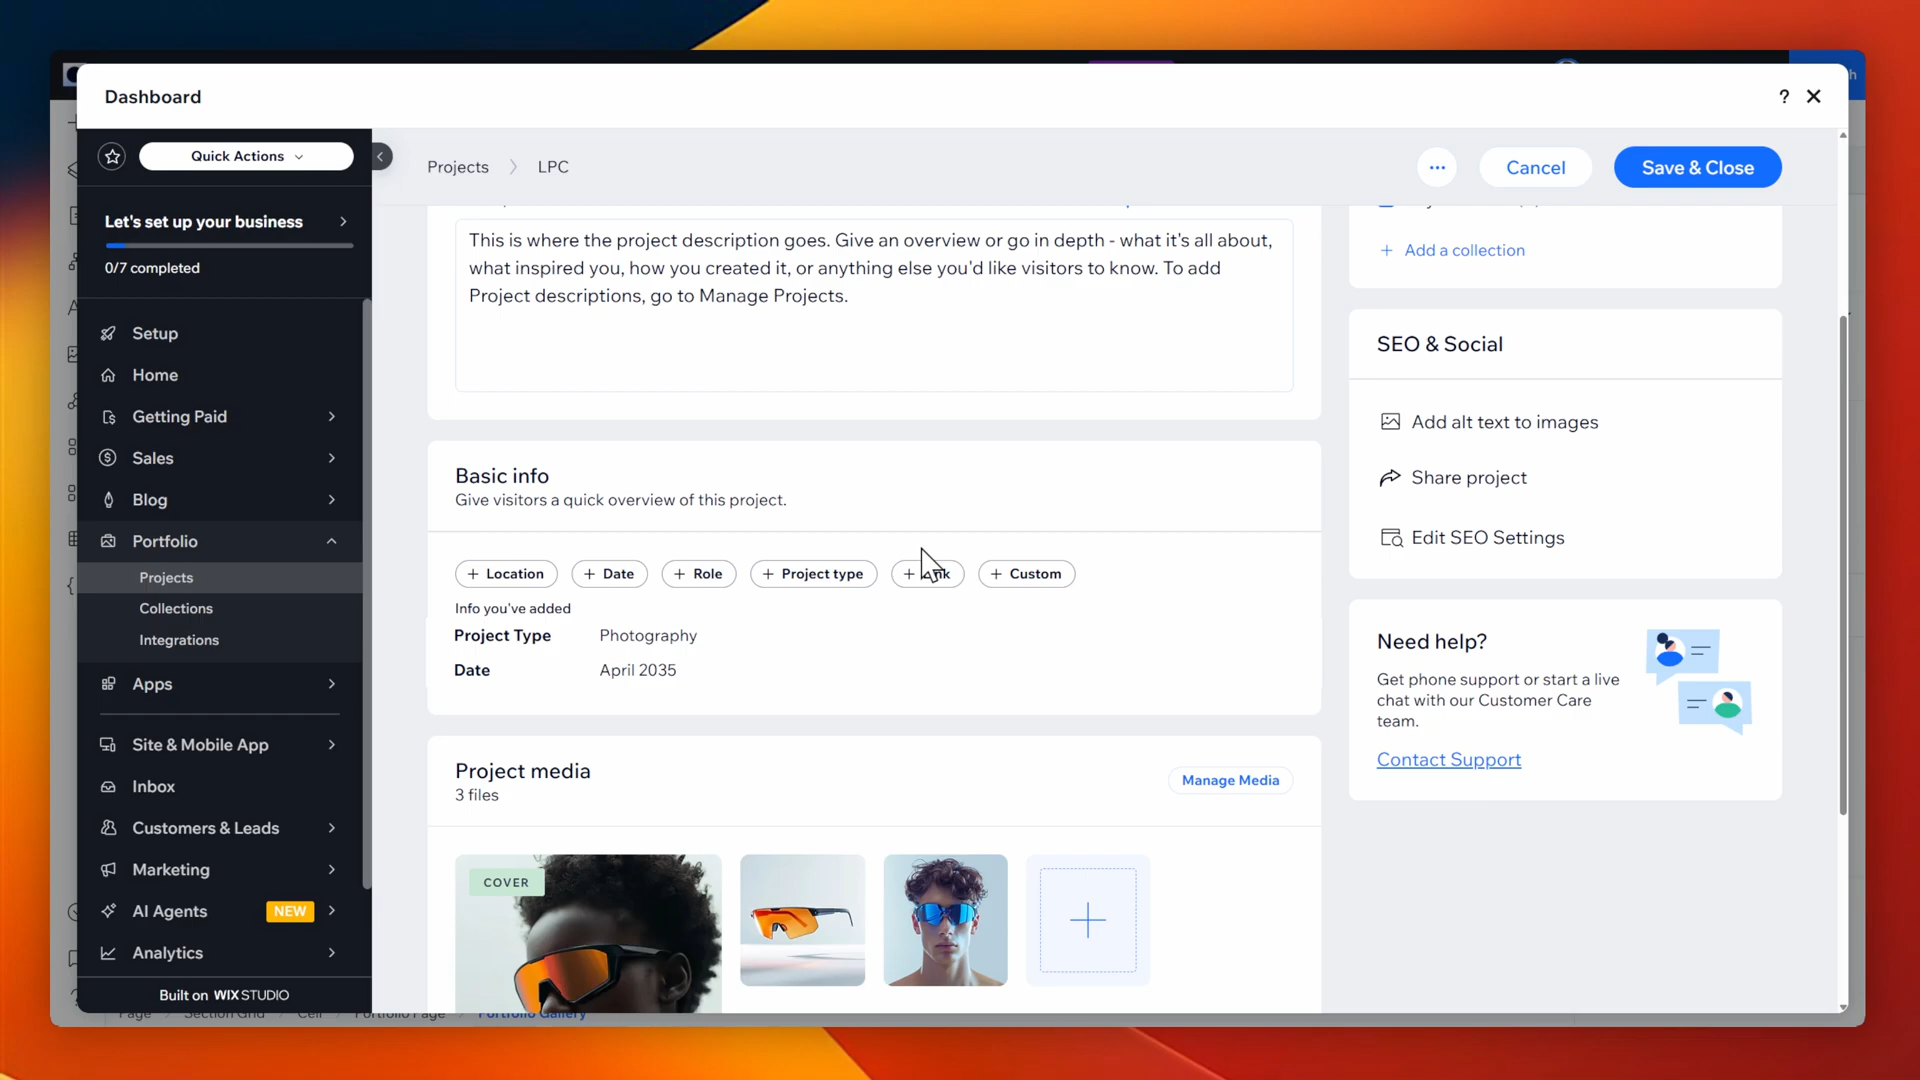 Dashboard
?
Quick Actions
Projects > LPC
Cancel
Save & Close
Let's set up your business
0/7 completed
Setup
Home
Getting Paid
Sales
Blog
Portfolio
Projects
Collections
Integrations
Apps
Site & Mobile App
Inbox
Customers & Leads
Marketing
AI Agents NEW
Analytics
Built on WIX STUDIO
This is where the project description goes. Give an overview or go in depth - what it's all about,
what inspired you, how you created it, or anything else you'd like visitors to know. To add
Project descriptions, go to Manage Projects.
Basic info
Give visitors a quick overview of this project.
+ Location + Date + Role + Project type + + Custom
Info you've added
Project Type Photography
Date April 2035
Project media
3 files
Manage Media
COVER
+ Add a collection
SEO & Social
Add alt text to images
Share project
Edit SEO Settings
Need help?
Get phone support or start a live
chat with our Customer Care
team.
Contact Support
Page Section Grid Cell Portfolio Page Portfolio Gallery